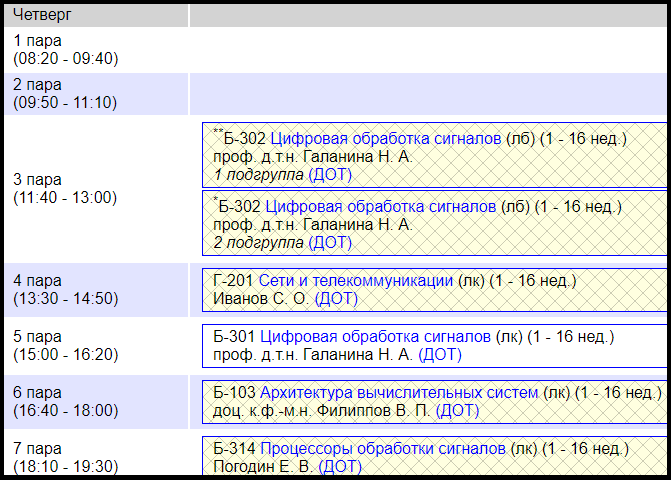 Четверг
1 пара
(08:20 - 09:40)
2 пара
(09:50 - 11:10)
3 пара
(11:40 - 13:00)
**Б-302 Цифровая обработка сигналов (лб) (1 - 16 нед.)
проф. д.т.н. Галанина Н. А.
1 подгруппа (ДОТ)
*Б-302 Цифровая обработка сигналов (лб) (1 - 16 нед.)
проф. д.т.н. Галанина Н. А.
2 подгруппа (ДОТ)
4 пара
(13:30 - 14:50)
Г-201 Сети и телекоммуникации (лк) (1 - 16 нед.)
Иванов С. О. (ДОТ)
5 пара
(15:00 - 16:20)
Б-301 Цифровая обработка сигналов (лк) (1 - 16 нед.)
проф. д.т.н. Галанина Н. А. (ДОТ)
6 пара
(16:40 - 18:00)
Б-103 Архитектура вычислительных систем (лк) (1 - 16 нед.)
доц. к.ф.-м.н. Филиппов В. П. (ДОТ)
7 пара
(18:10 - 19:30)
Б-314 Процессоры обработки сигналов (лк) (1 - 16 нед.)
Погодин Е. В. (ДОТ)